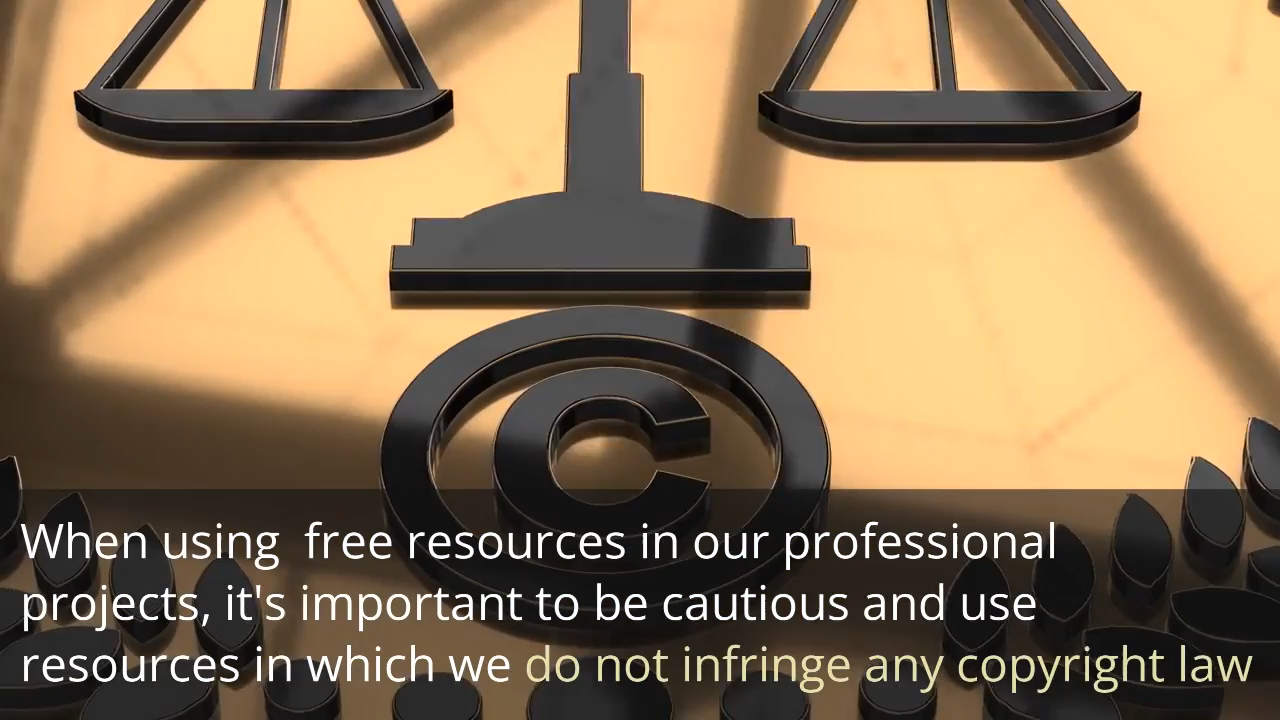 ©
When using  free resources in our professional
projects, it's important to be cautious and use
resources in which we do not infringe any copyright law